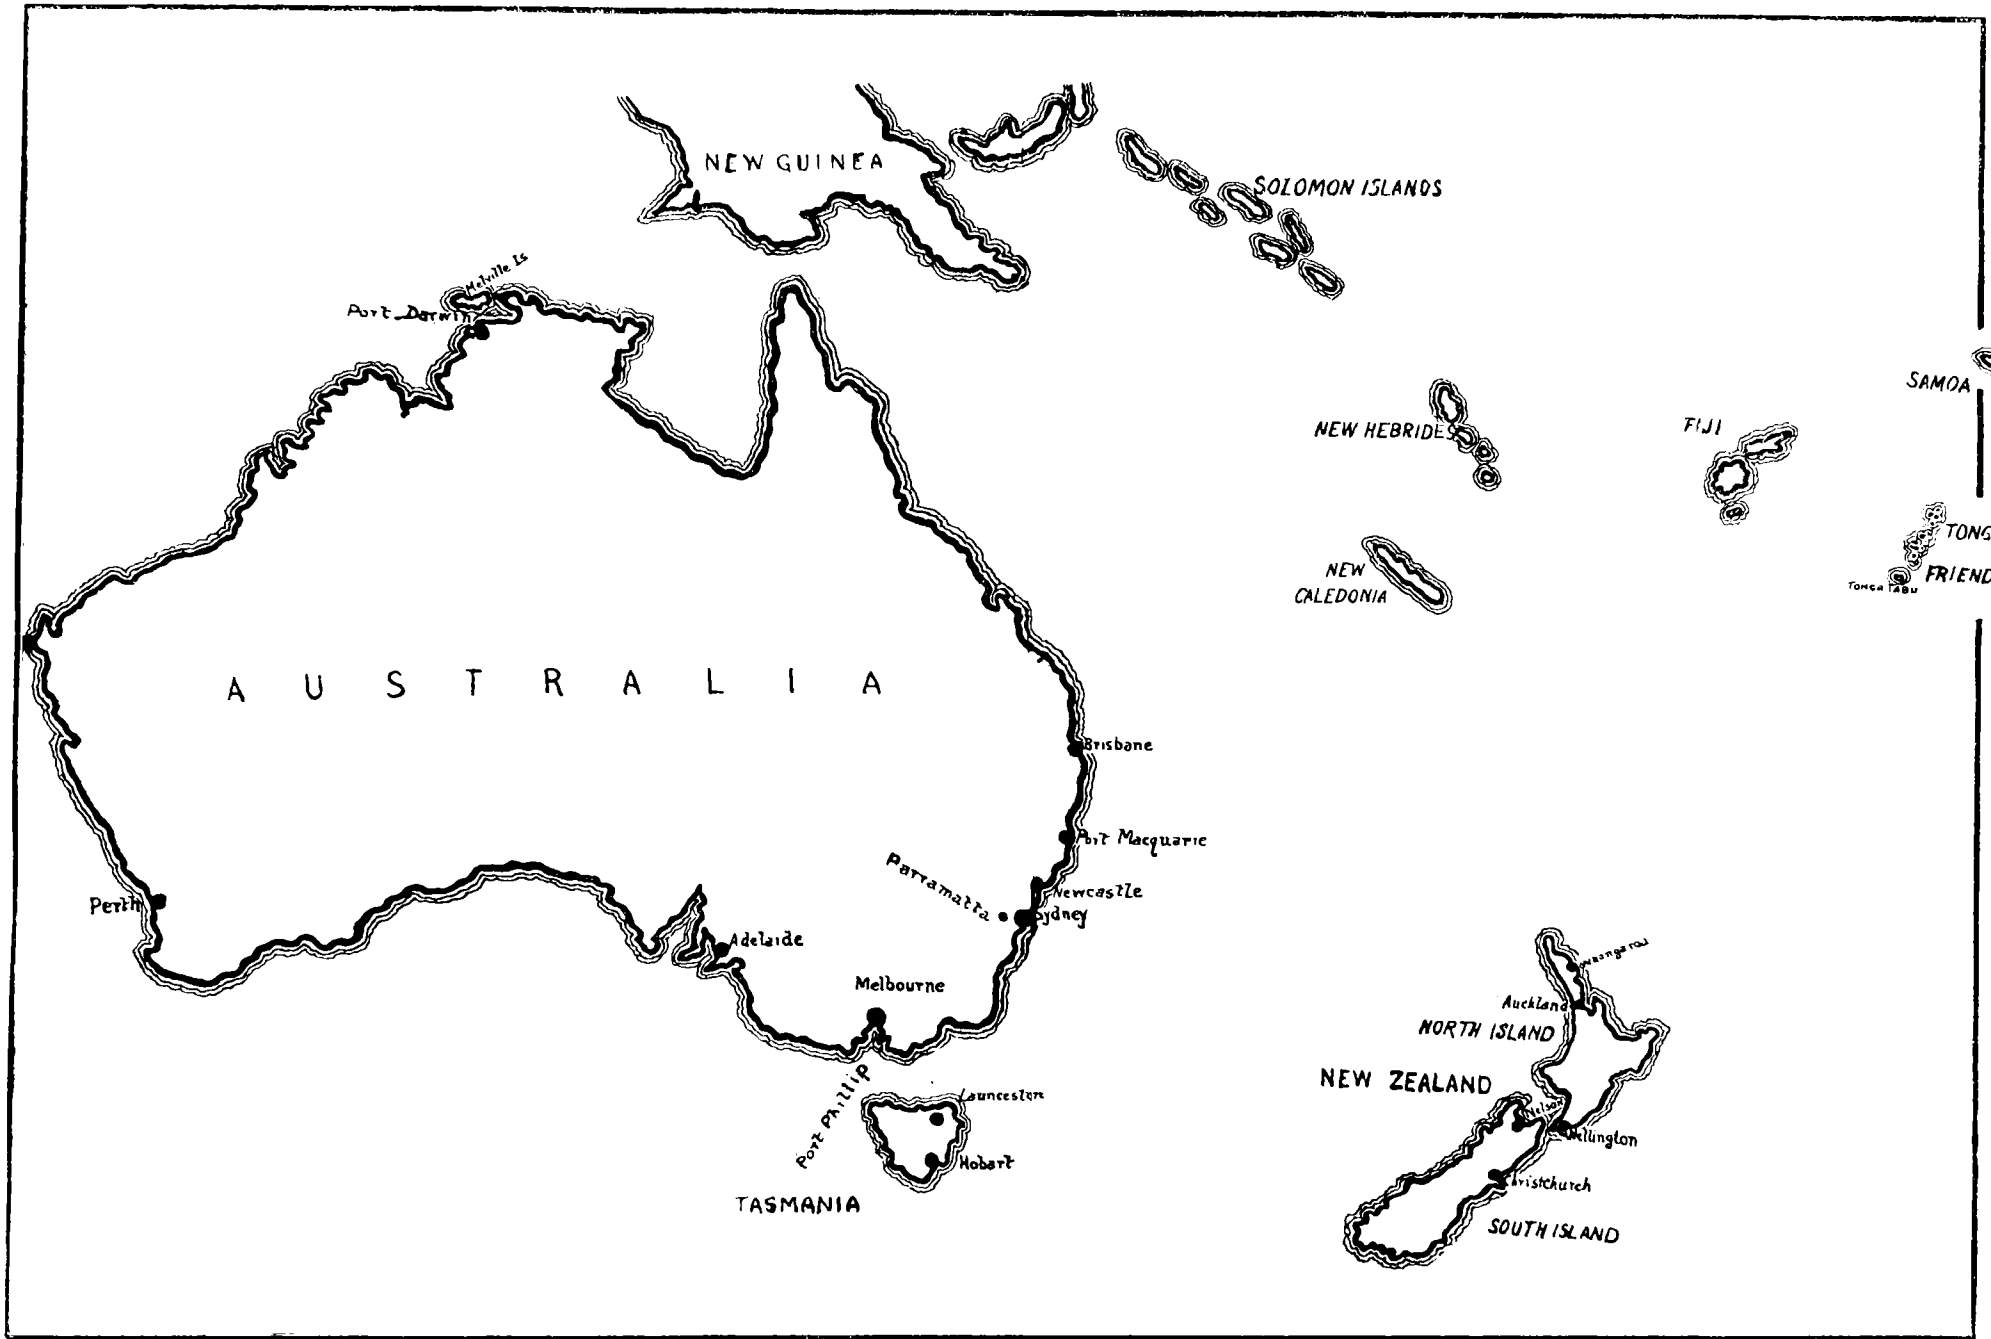 NEW GUINEA
SOLOMON ISLANDS
Melville Is
Port Darwin
SAMOA
NEW HEBRIDES
FIJI
TONG
FRIEND
TONGA TABU
NEW
CALEDONIA
AUSTRALIA
Brisbane
Port Macquarie
Parramatta
Newcastle
Sydney
Perth
Adelaide
Melbourne
Port Phillip
Launceston
Hobart
TASMANIA
Auckland
NORTH ISLAND
NEW ZEALAND
Nelson
Wellington
Christchurch
SOUTH ISLAND